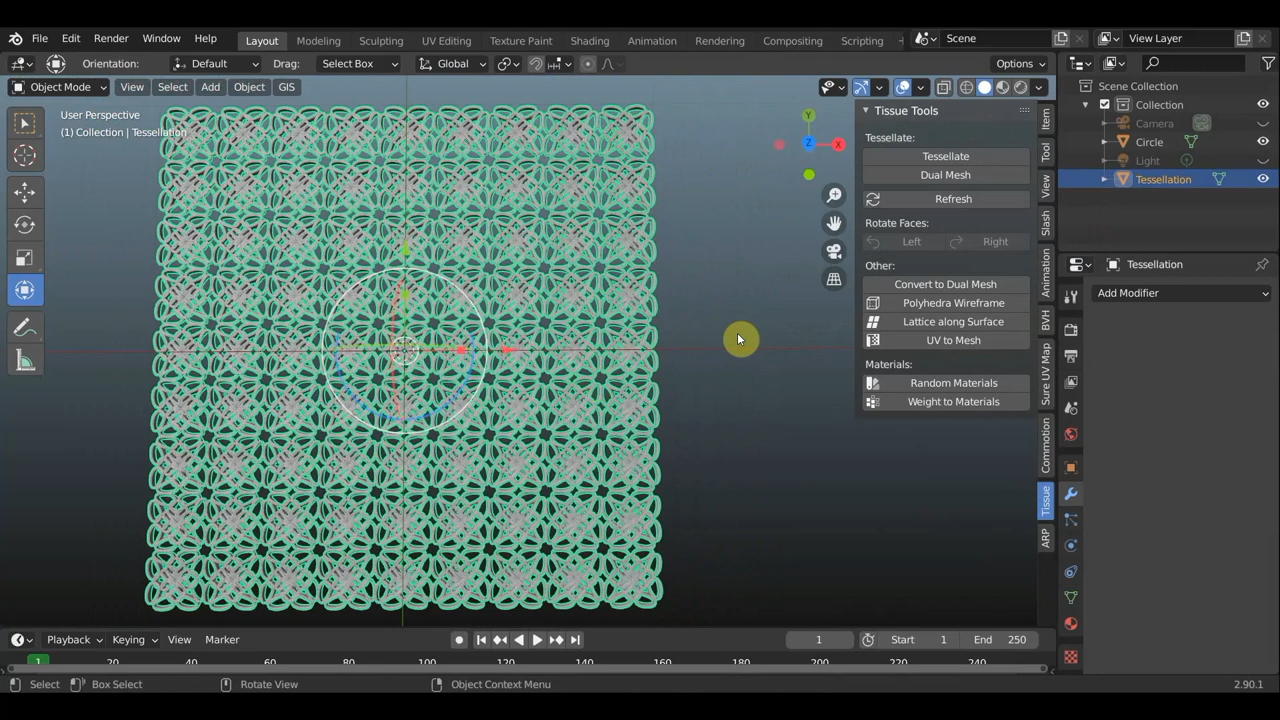 File Edit Render Window Help
Layout Modeling Sculpting UV Editing Texture Paint Shading Animation Rendering Compositing Scripting
Scene
View Layer
Orientation: Default Drag: Select Box Global Options
Object Mode View Select Add Object GIS
User Perspective
(1) Collection | Tessellation
Y
Z
X
Tissue Tools
Tessellate:
Tessellate
Dual Mesh
Refresh
Rotate Faces:
Left Right
Other:
Convert to Dual Mesh
Polyhedra Wireframe
Lattice along Surface
UV to Mesh
Materials:
Random Materials
Weight to Materials
Item
Tool
View
Slash
Animation
BVH
Sure UV Map
Commotion
Tissue
ARP
Scene Collection
Collection
Camera
Circle
Light
Tessellation
Tessellation
Add Modifier
Playback Keying View Marker
1 Start 1 End 250
1 20 40 60 80 100 120 140 160 180 200 220 240
Select Box Select Rotate View Object Context Menu 2.90.1